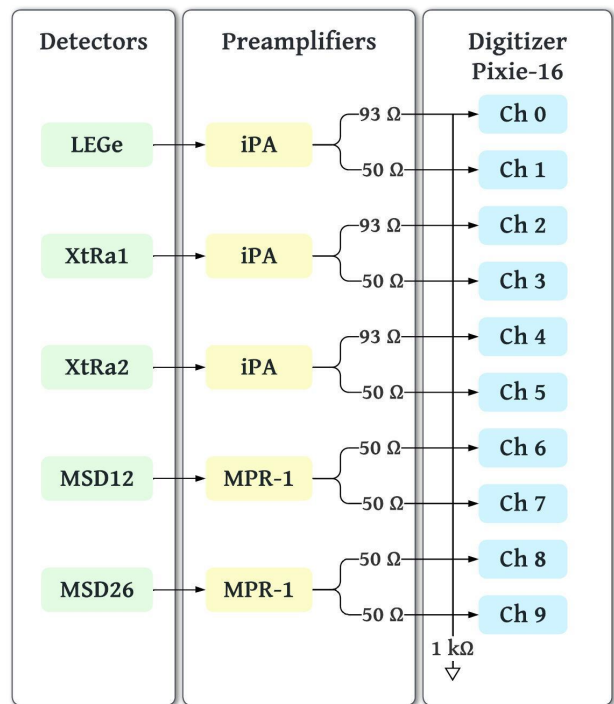 Detectors
Preamplifiers
Digitizer
Pixie-16
LEGe
iPA
93 Ω
Ch 0
50 Ω
Ch 1
XtRa1
iPA
93 Ω
Ch 2
50 Ω
Ch 3
XtRa2
iPA
93 Ω
Ch 4
50 Ω
Ch 5
MSD12
MPR-1
50 Ω
Ch 6
50 Ω
Ch 7
MSD26
MPR-1
50 Ω
Ch 8
50 Ω
Ch 9
1 kΩ